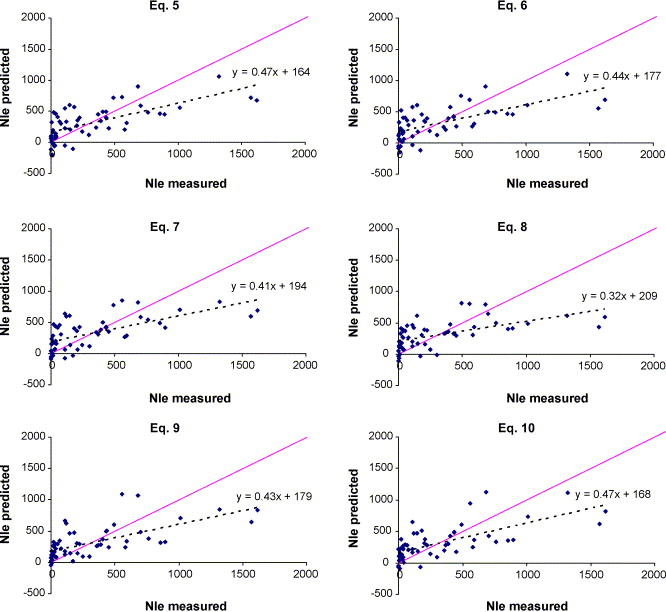 Eq. 5
2000
1500
1000
500
0
-500
0 500 1000 1500 2000
Nle predicted
Nle measured
y = 0.47x + 164
Eq. 6
2000
1500
1000
500
0
-500
0 500 1000 1500 2000
Nle predicted
Nle measured
y = 0.44x + 177
Eq. 7
2000
1500
1000
500
0
-500
0 500 1000 1500 2000
Nle predicted
Nle measured
y = 0.41x + 194
Eq. 8
2000
1500
1000
500
0
-500
0 500 1000 1500 2000
Nle predicted
Nle measured
y = 0.32x + 209
Eq. 9
2000
1500
1000
500
0
-500
0 500 1000 1500 2000
Nle predicted
Nle measured
y = 0.43x + 179
Eq. 10
2000
1500
1000
500
0
-500
0 500 1000 1500 2000
Nle predicted
Nle measured
y = 0.47x + 168